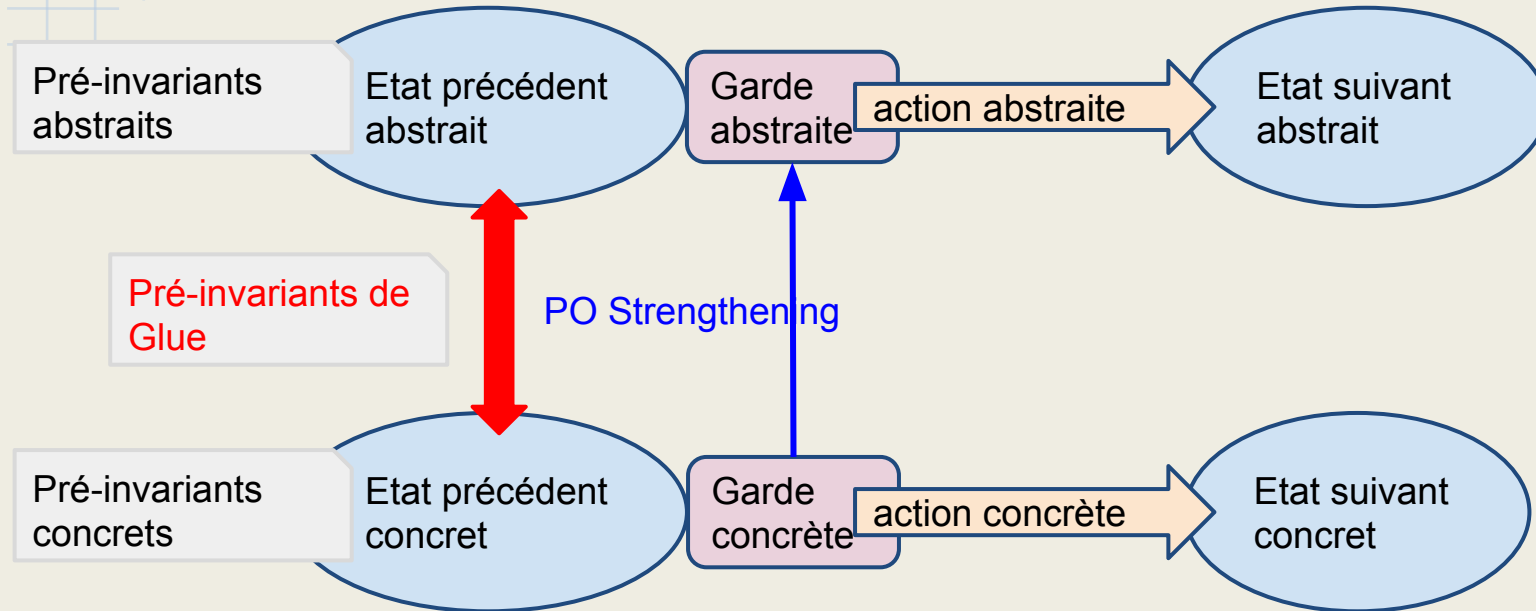 Pré-invariants
abstraits
Etat précédent
abstrait
Garde
abstraite
action abstraite
Etat suivant
abstrait
Pré-invariants de
Glue
PO Strengthening
Pré-invariants
concrets
Etat précédent
concret
Garde
concrète
action concrète
Etat suivant
concret